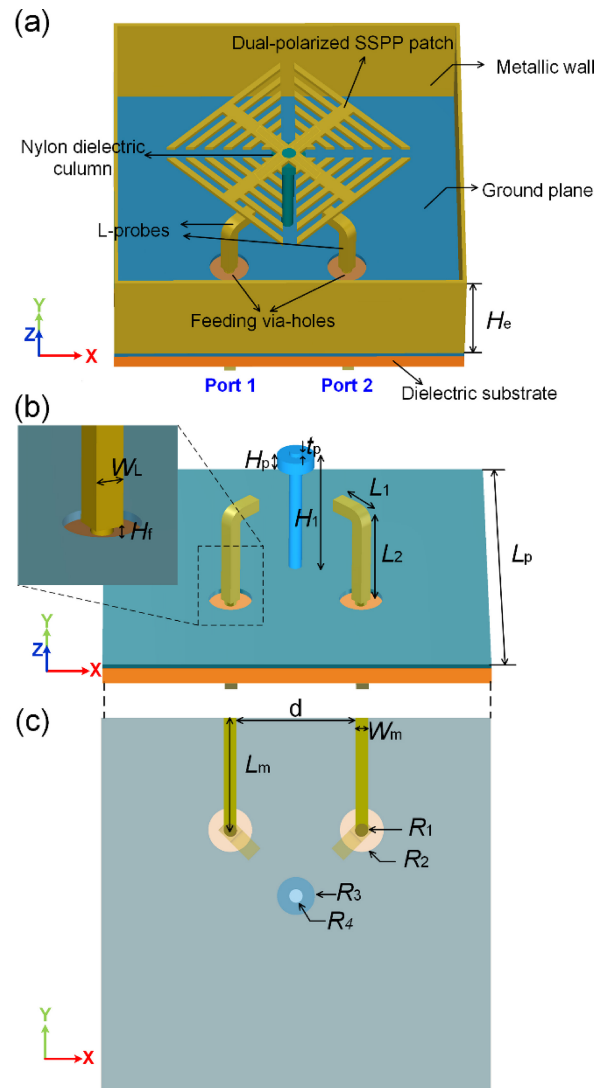 (a)
Dual-polarized SSPP patch
Metallic wall
Nylon dielectric
culumn
Ground plane
L-probes
Feeding via-holes
He
Y
Z
X
Port 1
Port 2
Dielectric substrate
(b)
tp
Hp
WL
L1
H1
Hf
L2
Lp
Y
Z
X
(c)
d
Wm
Lm
R1
R2
R3
R4
Y
X